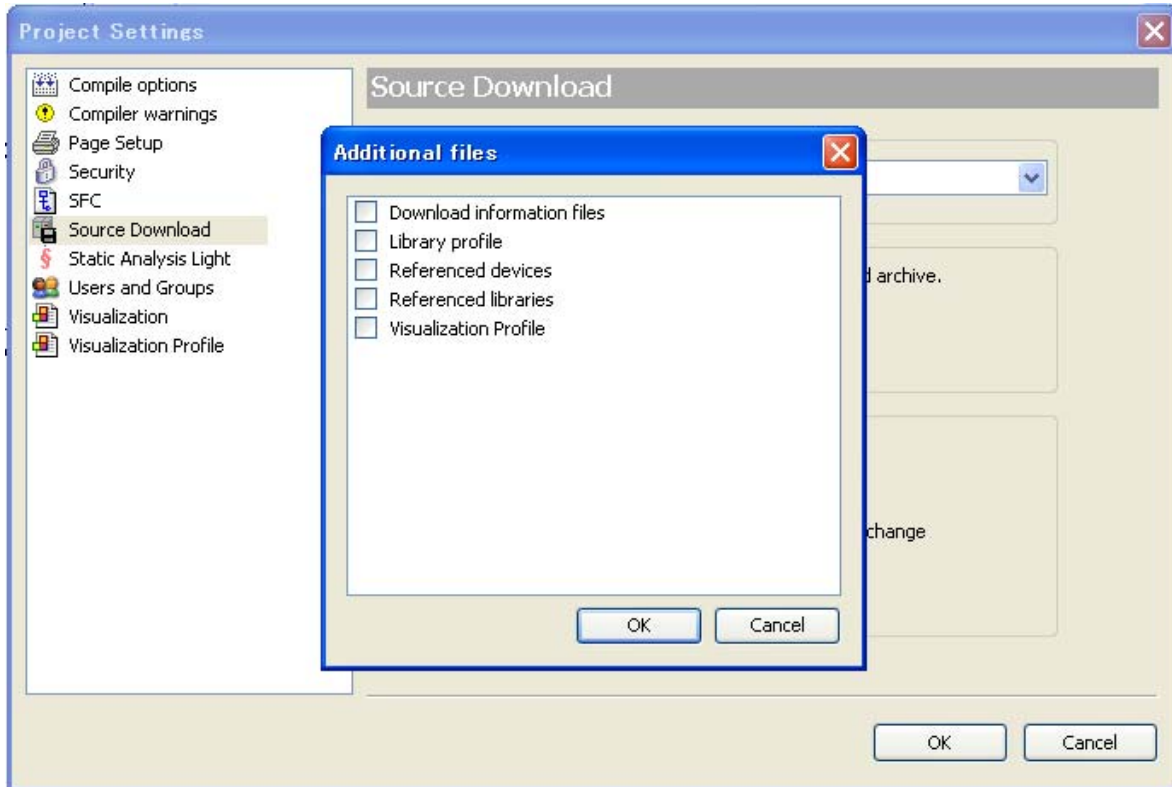 Project Settings
Compile options
Compiler warnings
Page Setup
Security
SFC
Source Download
Static Analysis Light
Users and Groups
Visualization
Visualization Profile
Source Download
Additional files
Download information files
Library profile
Referenced devices
Referenced libraries
Visualization Profile
OK
Cancel
archive.
change
OK
Cancel